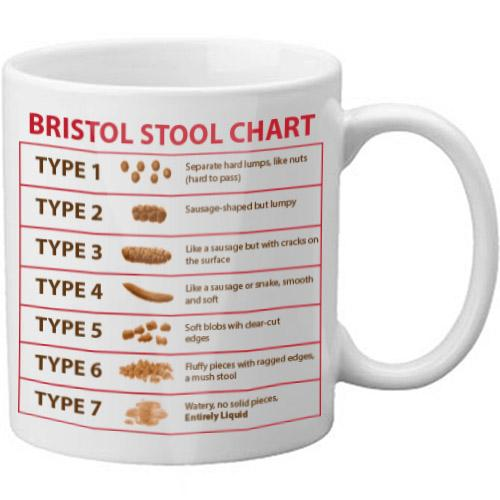 BRISTOL STOOL CHART
TYPE 1
Separate hard lumps, like nuts
(hard to pass)
TYPE 2
Sausage-shaped but lumpy
TYPE 3
Like a sausage but with cracks on
the surface
TYPE 4
Like a sausage or snake, smooth
and soft
TYPE 5
Soft blobs wih clear-cut
edges
TYPE 6
Fluffy pieces with ragged edges,
a mush stool
TYPE 7
Watery, no solid pieces,
Entirely Liquid